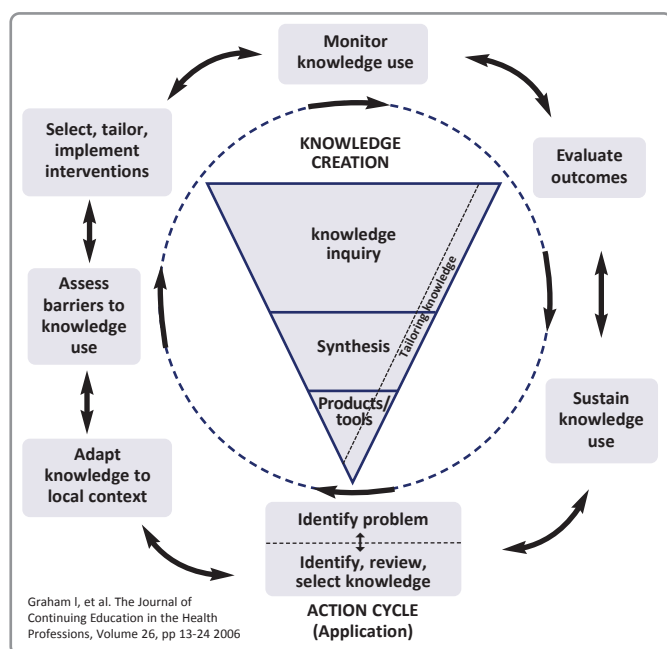 Monitor
knowledge use
Select, tailor,
implement
interventions
KNOWLEDGE
CREATION
Evaluate
outcomes
knowledge
inquiry
Tailoring knowledge
Assess
barriers to
knowledge
use
Synthesis
Products/
tools
Sustain
knowledge
use
Adapt
knowledge to
local context
Identify problem
Identify, review,
select knowledge
ACTION CYCLE
(Application)
Graham I, et al. The Journal of
Continuing Education in the Health
Professions, Volume 26, pp 13-24 2006